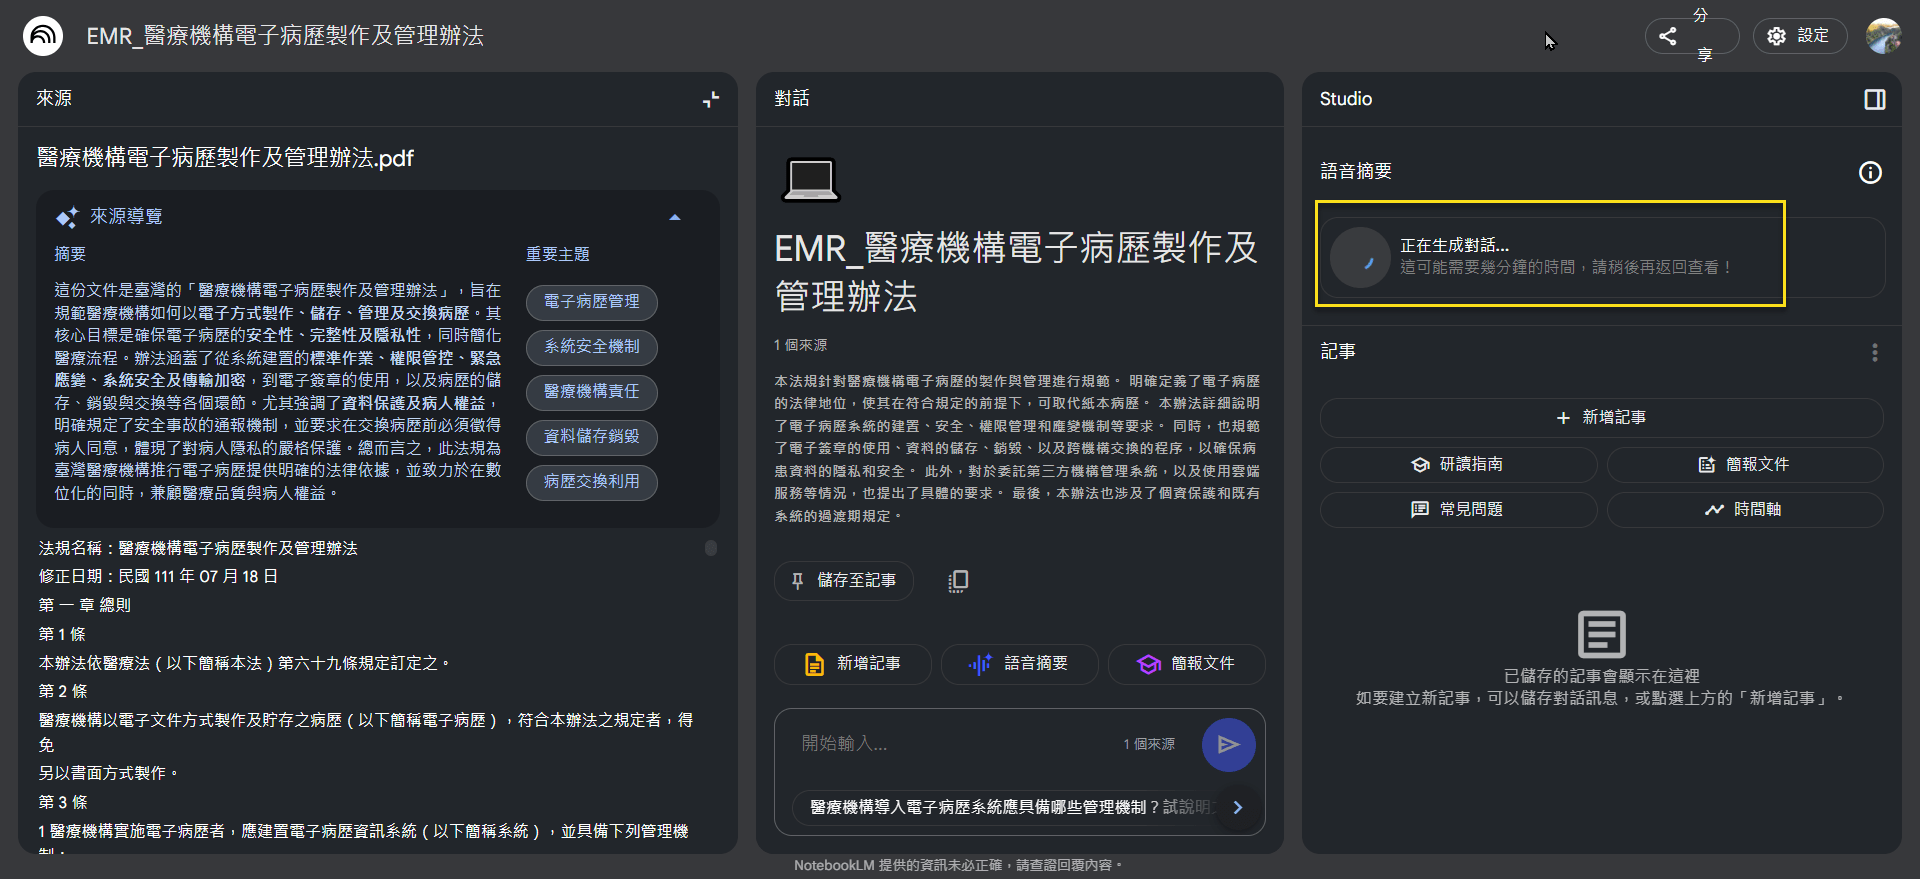 EMR_醫療機構電子病歷製作及管理辦法
分
享
設定
來源
醫療機構電子病歷製作及管理辦法.pdf
來源導覽
摘要
這份文件是臺灣的「醫療機構電子病歷製作及管理辦法」，旨在
規範醫療機構如何以電子方式製作、儲存、管理及交換病歷。其
核心目標是確保電子病歷的安全性、完整性及隱私性，同時簡化
醫療流程。辦法涵蓋了從系統建置的標準作業、權限管控、緊急
應變、系統安全及傳輸加密，到電子簽章的使用，以及病歷的儲
存、銷毀與交換等各個環節。尤其強調了資料保護及病人權益，
明確規定了安全事故的通報機制，並要求在交換病歷前必須徵得
病人同意，體現了對病人隱私的嚴格保護。總而言之，此法規為
臺灣醫療機構推行電子病歷提供明確的法律依據，並致力於在數
位化的同時，兼顧醫療品質與病人權益。
重要主題
電子病歷管理
系統安全機制
醫療機構責任
資料儲存銷毀
病歷交換利用
法規名稱：醫療機構電子病歷製作及管理辦法
修正日期：民國 111 年 07 月 18 日
第 一 章 總則
第 1 條
本辦法依醫療法（以下簡稱本法）第六十九條規定訂定之。
第 2 條
醫療機構以電子文件方式製作及貯存之病歷（以下簡稱電子病歷），符合本辦法之規定者，得
免
另以書面方式製作。
第 3 條
1 醫療機構實施電子病歷者，應建置電子病歷資訊系統（以下簡稱系統），並具備下列管理機
制：
對話
EMR_醫療機構電子病歷製作及
管理辦法
1 個來源
本法規針對醫療機構電子病歷的製作與管理進行規範。 明確定義了電子病歷
的法律地位，使其在符合規定的前提下，可取代紙本病歷。 本辦法詳細說明
了電子病歷系統的建置、安全、權限管理和應變機制等要求。 同時，也規範
了電子簽章的使用、資料的儲存、銷毀、以及跨機構交換的程序，以確保病
患資料的隱私和安全。 此外，對於委託第三方機構管理系統，以及使用雲端
服務等情況，也提出了具體的要求。 最後，本辦法也涉及了個資保護和既有
系統的過渡期規定。
儲存至記事
新增記事
語音摘要
簡報文件
開始輸入...
1 個來源
醫療機構導入電子病歷系統應具備哪些管理機制？試說明
NotebookLM 提供的資訊未必正確，請查證回覆內容。
Studio
語音摘要
正在生成對話...
這可能需要幾分鐘的時間，請稍後再返回查看！
記事
新增記事
研讀指南
簡報文件
常見問題
時間軸
已儲存的記事會顯示在這裡
如要建立新記事，可以儲存對話訊息，或點選上方的「新增記事」。